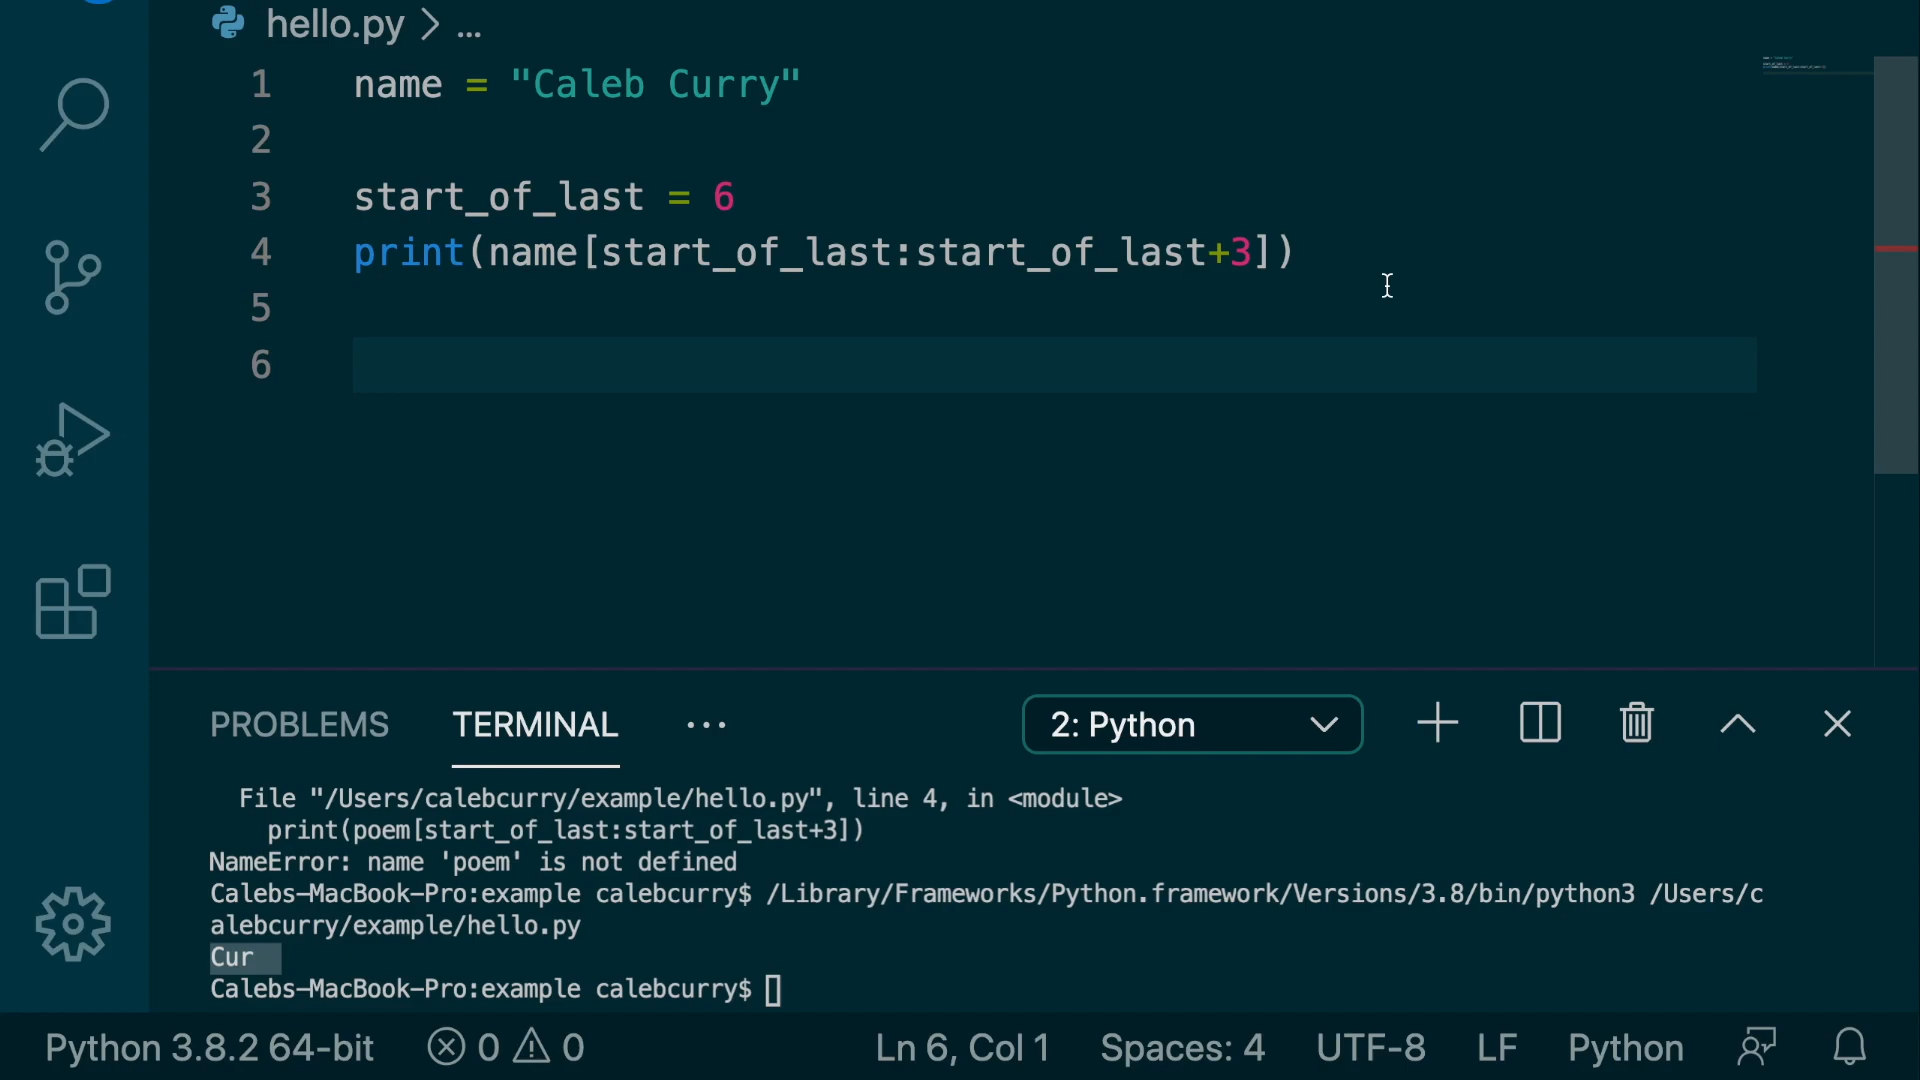 hello.py > ...
1 name = "Caleb Curry"
2
3 start_of_last = 6
4 print(name[start_of_last:start_of_last+3])
5
6
PROBLEMS TERMINAL ... 2: Python
File "/Users/calebcurry/example/hello.py", line 4, in <module>
print(poem[start_of_last:start_of_last+3])
NameError: name 'poem' is not defined
Calebs-MacBook-Pro:example calebcurry$ /Library/Frameworks/Python.framework/Versions/3.8/bin/python3 /Users/c
alebcurry/example/hello.py
Cur
Calebs-MacBook-Pro:example calebcurry$
Python 3.8.2 64-bit 0 0 Ln 6, Col 1 Spaces: 4 UTF-8 LF Python